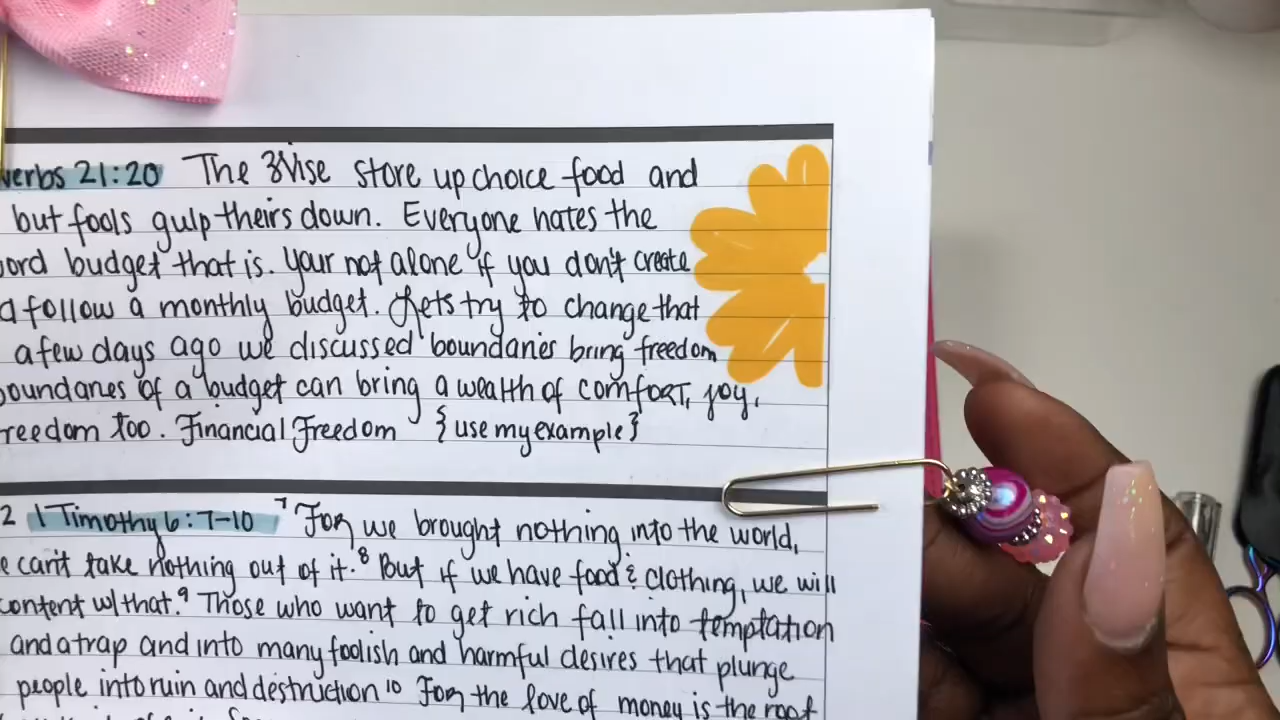 verbs 21:20 The Wise store up choice food and
but fools gulp theirs down. Everyone hates the
ord budget that is. Your not alone if you don't create
d follow a monthly budget. Lets try to change that
a few days ago we discussed boundaries bring freedom
boundaries of a budget can bring a wealth of comfort, joy,
reedom too. Financial Freedom {use my example}
2 1 Timothy 6:7-10 7 For we brought nothing into the world,
e can't take nothing out of it. 8 But if we have food & clothing, we will
content w/ that. 9 Those who want to get rich fall into temptation
and a trap and into many foolish and harmful desires that plunge
people into ruin and destruction 10 For the love of money is the root